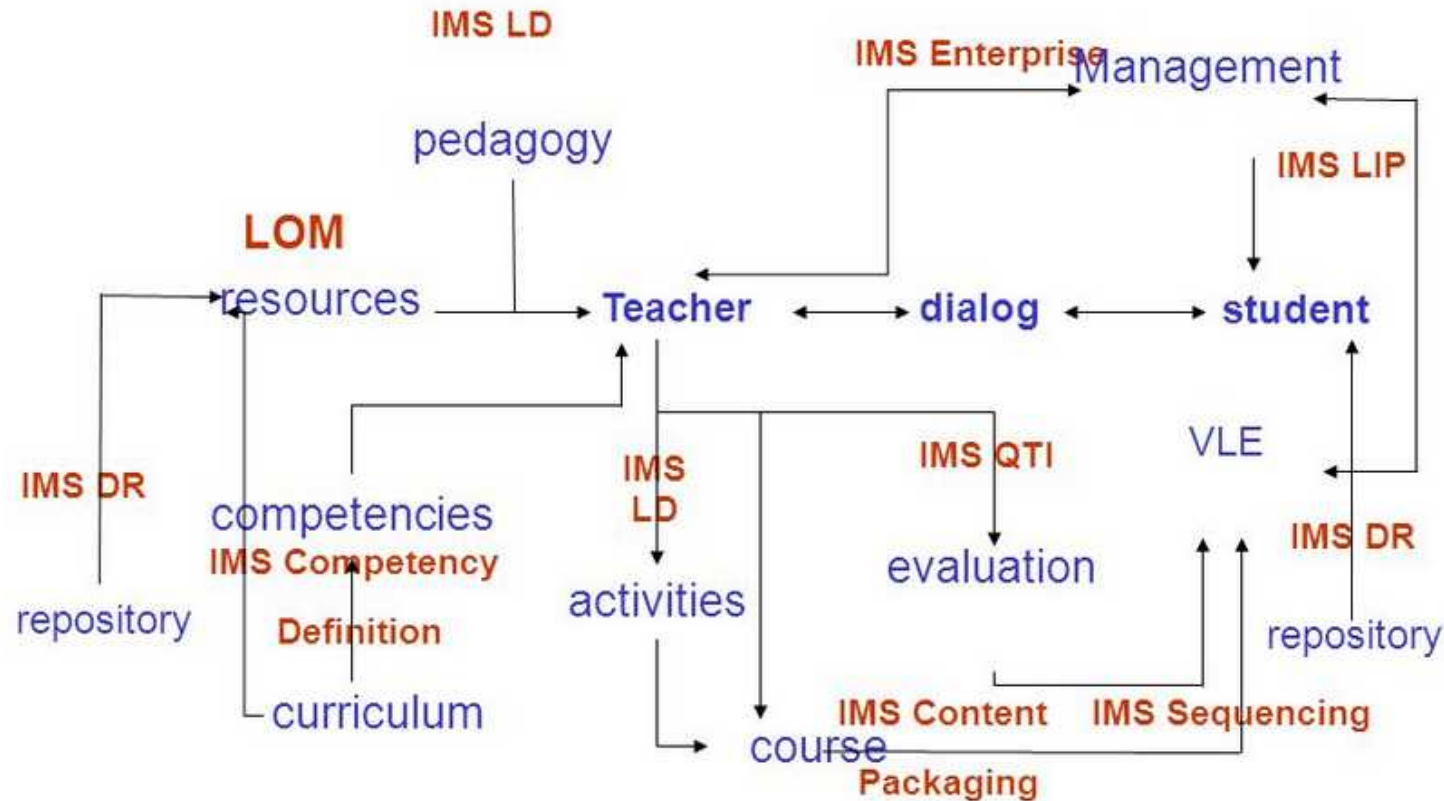 IMS LD
IMS Enterprise
Management
pedagogy
IMS LIP
LOM
resources
Teacher
dialog
student
IMS DR
competencies
IMS Competency
Definition
IMS
LD
IMS QTI
VLE
IMS DR
evaluation
activities
repository
repository
curriculum
IMS Content
Packaging
IMS Sequencing
course